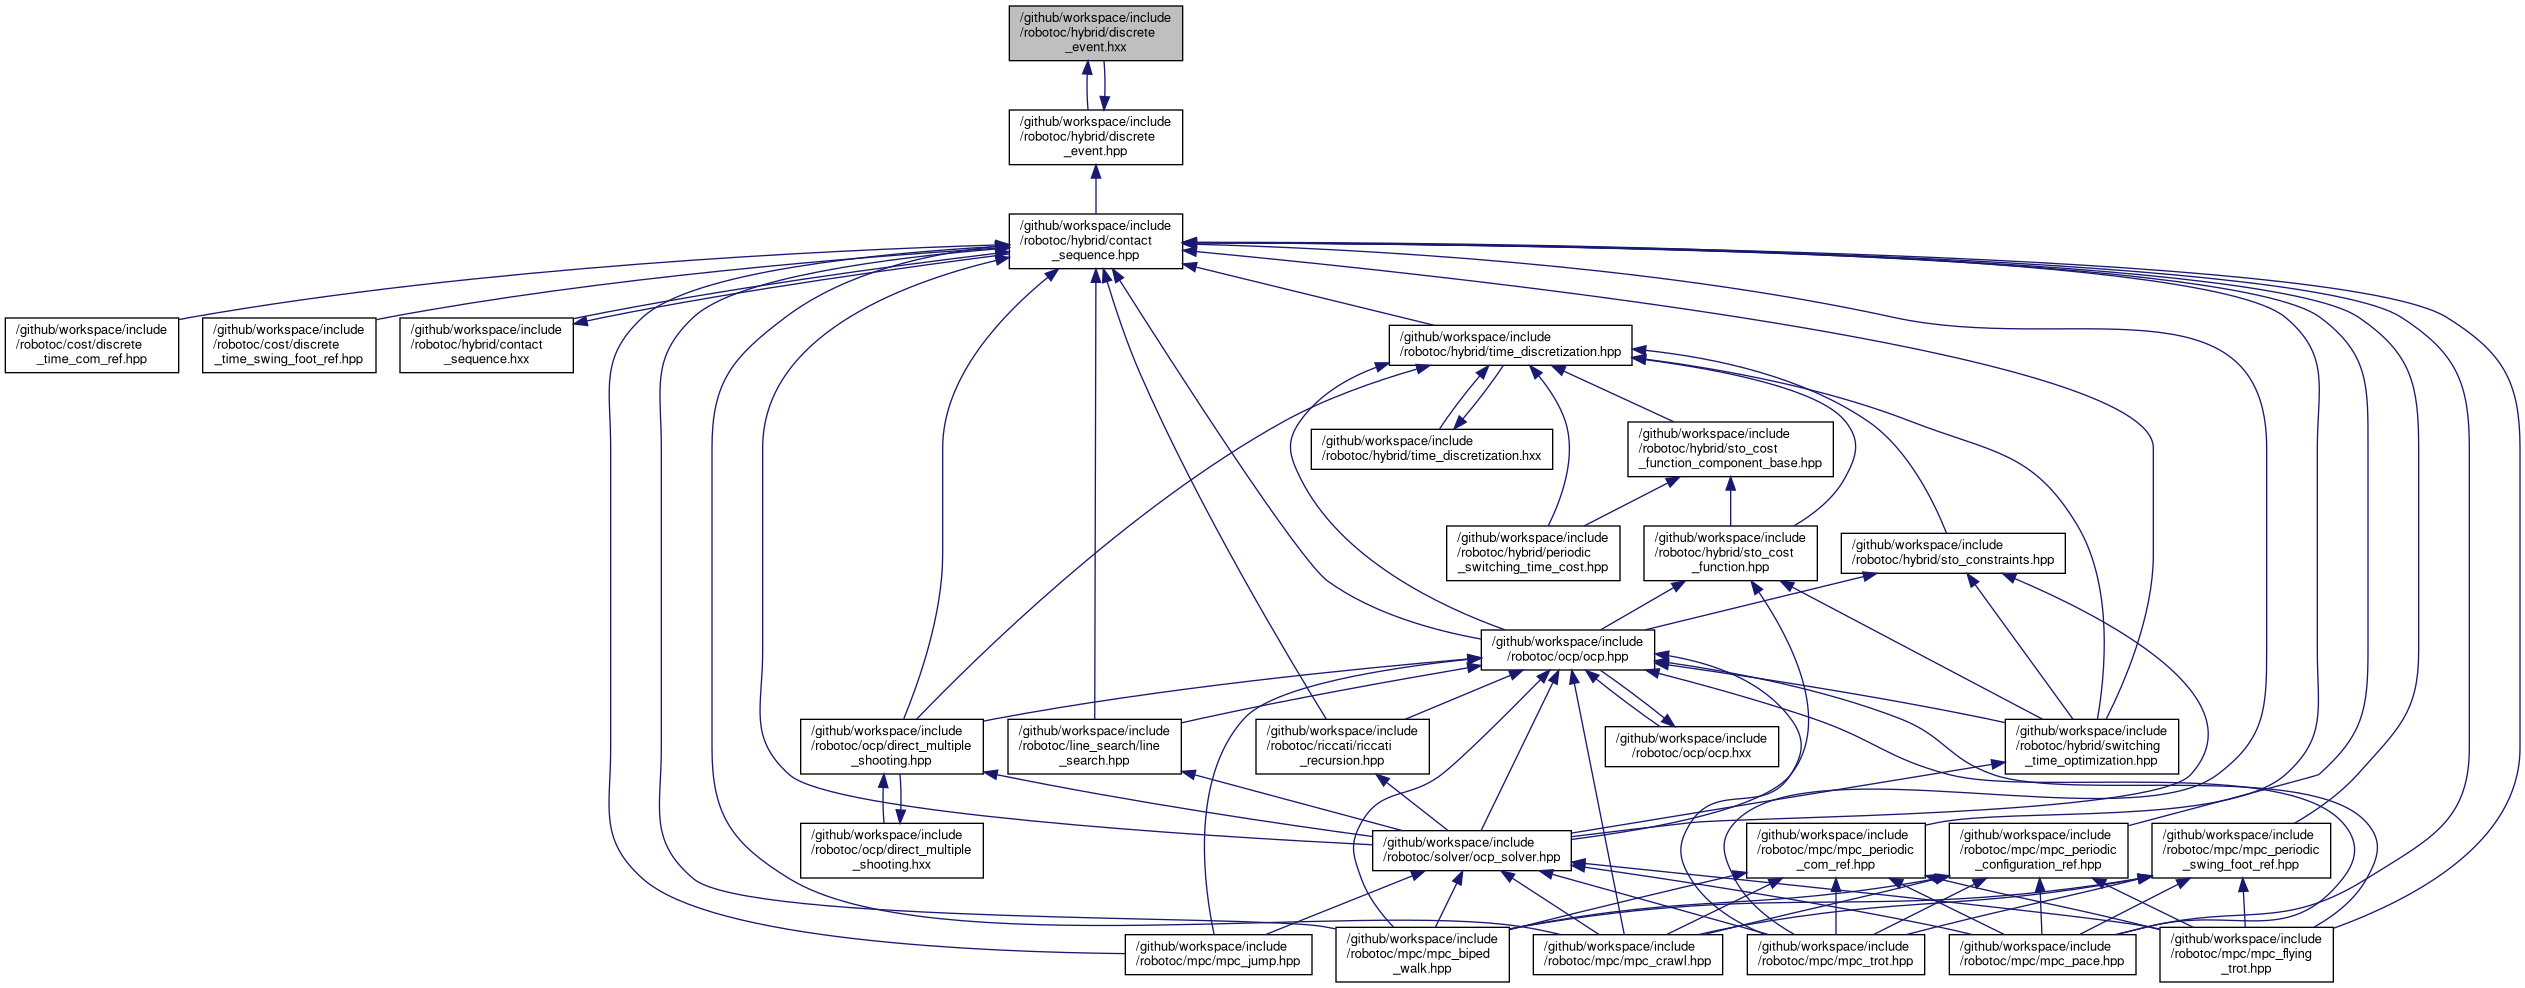 /github/workspace/include
/robotoc/hybrid/discrete
_event.hxx
/github/workspace/include
/robotoc/hybrid/discrete
_event.hpp
/github/workspace/include
/robotoc/hybrid/contact
_sequence.hpp
/github/workspace/include
/robotoc/cost/discrete
_time_com_ref.hpp
/github/workspace/include
/robotoc/cost/discrete
_time_swing_foot_ref.hpp
/github/workspace/include
/robotoc/hybrid/contact
_sequence.hxx
/github/workspace/include
/robotoc/hybrid/time_discretization.hpp
/github/workspace/include
/robotoc/hybrid/time_discretization.hxx
/github/workspace/include
/robotoc/hybrid/sto_cost
_function_component_base.hpp
/github/workspace/include
/robotoc/hybrid/periodic
_switching_time_cost.hpp
/github/workspace/include
/robotoc/hybrid/sto_cost
_function.hpp
/github/workspace/include
/robotoc/hybrid/sto_constraints.hpp
/github/workspace/include
/robotoc/ocp/ocp.hpp
/github/workspace/include
/robotoc/ocp/direct_multiple
_shooting.hpp
/github/workspace/include
/robotoc/line_search/line
_search.hpp
/github/workspace/include
/robotoc/riccati/riccati
_recursion.hpp
/github/workspace/include
/robotoc/ocp/ocp.hxx
/github/workspace/include
/robotoc/hybrid/switching
_time_optimization.hpp
/github/workspace/include
/robotoc/ocp/direct_multiple
_shooting.hxx
/github/workspace/include
/robotoc/solver/ocp_solver.hpp
/github/workspace/include
/robotoc/mpc/mpc_periodic
_com_ref.hpp
/github/workspace/include
/robotoc/mpc/mpc_periodic
_configuration_ref.hpp
/github/workspace/include
/robotoc/mpc/mpc_periodic
_swing_foot_ref.hpp
/github/workspace/include
/robotoc/mpc/mpc_jump.hpp
/github/workspace/include
/robotoc/mpc/mpc_biped
_walk.hpp
/github/workspace/include
/robotoc/mpc/mpc_crawl.hpp
/github/workspace/include
/robotoc/mpc/mpc_trot.hpp
/github/workspace/include
/robotoc/mpc/mpc_pace.hpp
/github/workspace/include
/robotoc/mpc/mpc_flying
_trot.hpp